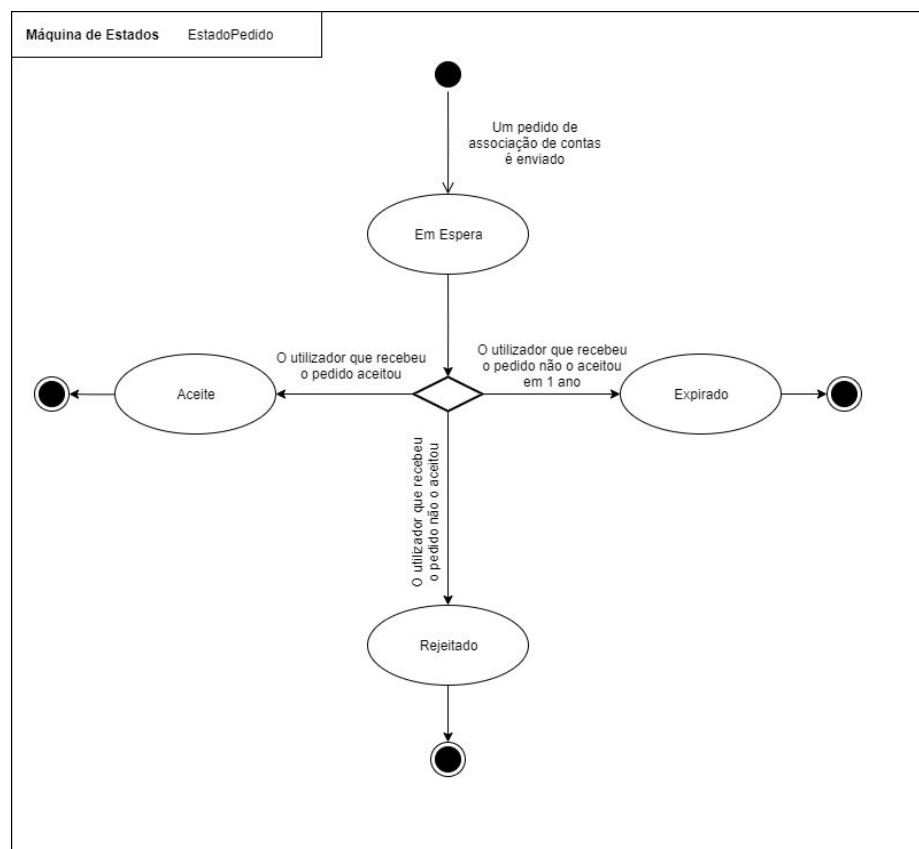 Máquina de Estados EstadoPedido
Um pedido de
associação de contas
é enviado
Em Espera
O utilizador que recebeu
o pedido aceitou
O utilizador que recebeu
o pedido não o aceitou
em 1 ano
Aceite
Expirado
O utilizador que recebeu
o pedido não o aceitou
Rejeitado